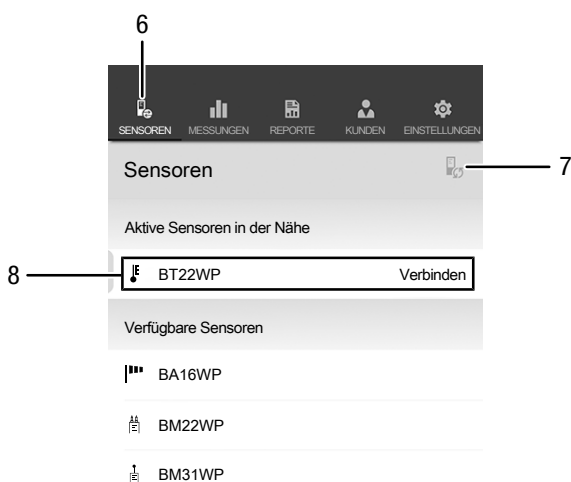 6
SENSOREN MESSUNGEN REPORTE KUNDEN EINSTELLUNGEN
Sensoren 7
Aktive Sensoren in der Nähe
8 BT22WP Verbinden
Verfügbare Sensoren
BA16WP
BM22WP
BM31WP